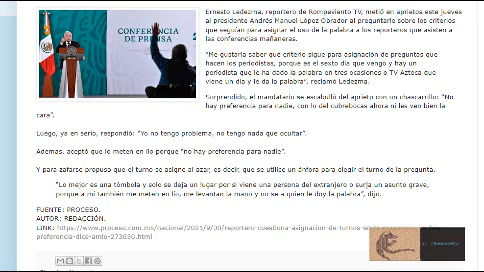 CONFERENCIA
DE PRENSA
Ernesto Ledezma, reportero de Rompeviento TV, metió en aprietos este jueves
al presidente Andrés Manuel López Obrador al preguntarle sobre los criterios
que seguían para asignar el uso de la palabra a los reporteros que asisten a
las conferencias mañaneras.
"Me gustaría saber qué criterio sigue para asignación de preguntas que
hacen los periodistas, porque es el sexto día que vengo y hay un
periodista que le ha dado la palabra en tres ocasiones o TV Azteca que
viene un día y le da la palabra", reclamó Ledezma.
Sorprendido, el mandatario se escabulló del aprieto con un chascarrillo: "No
hay preferencia para nadie, con lo del cubrebocas ahora ni les veo bien la
cara".
Luego, ya en serio, respondió: "Yo no tengo problema, no tengo nada que ocultar".
Además, aceptó que lo meten en lío porque "no hay preferencia para nadie".
Y para zafarse propuso que el turno se asigne al azar, es decir, que se utilice un ánfora para elegir el turno de la pregunta.
"Lo mejor es una tómbola y solo se deja un lugar por si viene una persona del extranjero o surja un asunto grave,
porque a mí también me meten en lío, me levantan la mano y no se a quien le doy la palabra", dijo.
FUENTE: PROCESO.
AUTOR: REDACCIÓN.
LINK: https://www.proceso.com.mx/nacional/2021/9/30/reportero-cuestiona-asignacion-de-turnos-en
preferencia-dice-amlo-273030.html